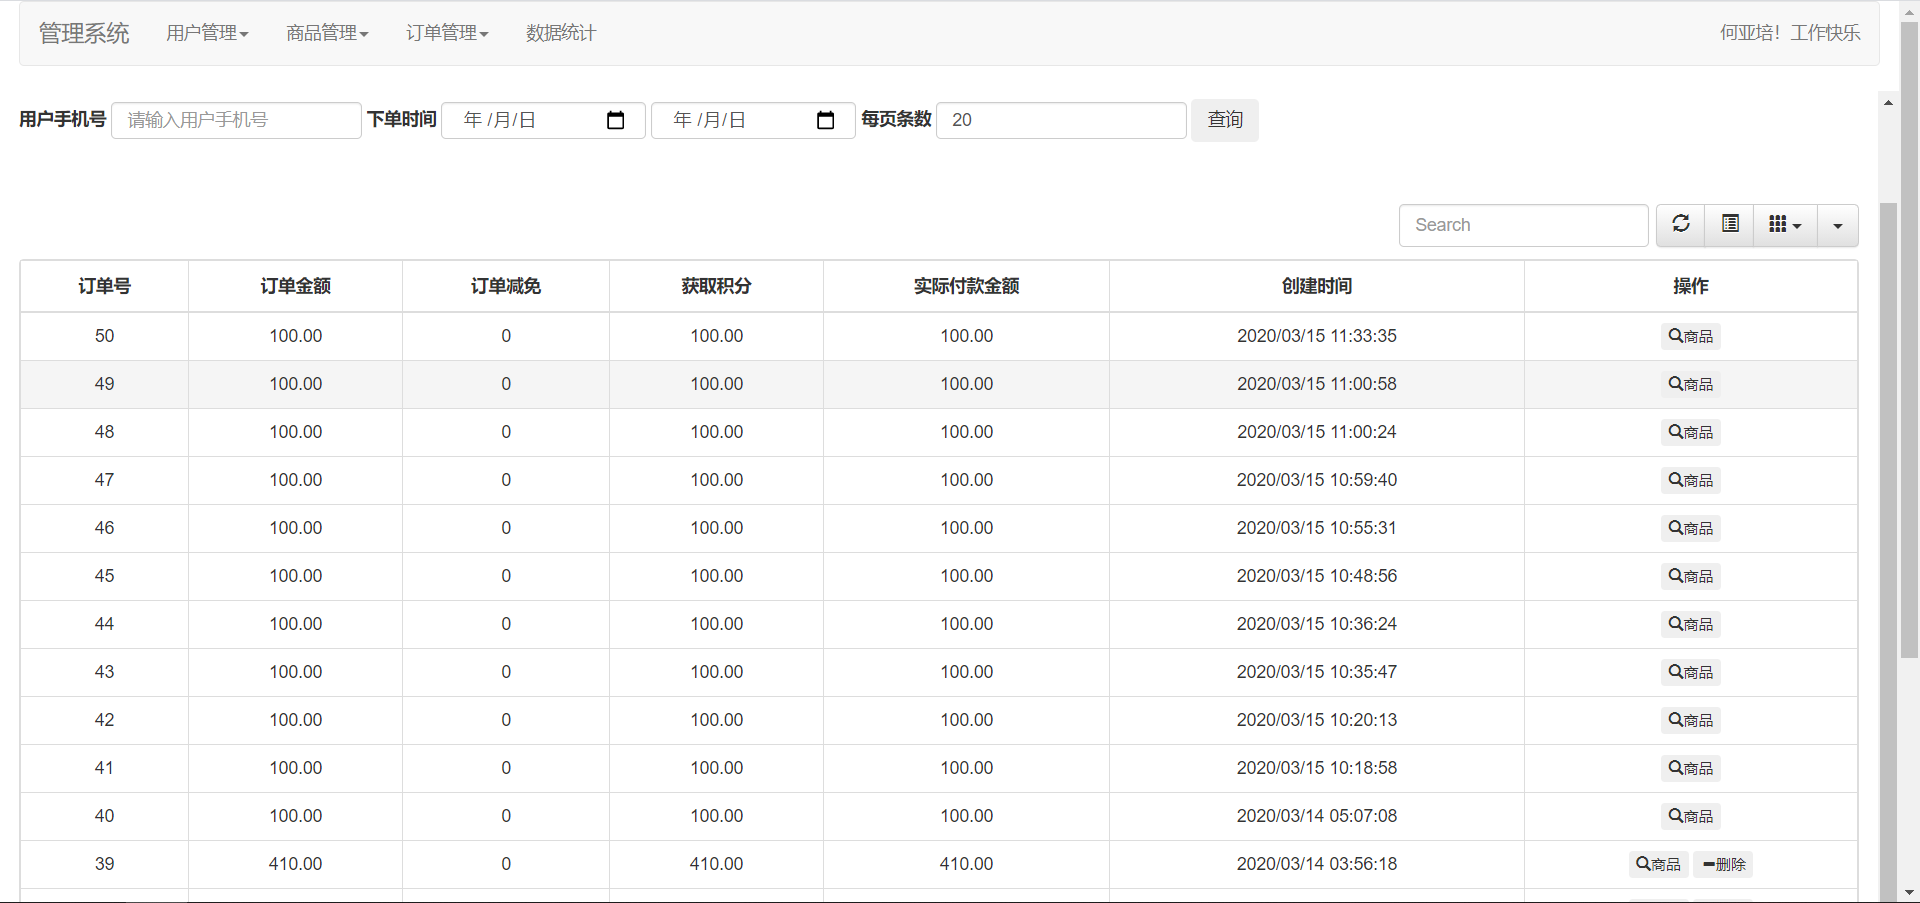 管理系统 用户管理 商品管理 订单管理 数据统计 何亚培！工作快乐
用户手机号 请输入用户手机号 下单时间 年 /月/日 年 /月/日 每页条数 20 查询
Search
订单号 订单金额 订单减免 获取积分 实际付款金额 创建时间 操作
50 100.00 0 100.00 100.00 2020/03/15 11:33:35 商品
49 100.00 0 100.00 100.00 2020/03/15 11:00:58 商品
48 100.00 0 100.00 100.00 2020/03/15 11:00:24 商品
47 100.00 0 100.00 100.00 2020/03/15 10:59:40 商品
46 100.00 0 100.00 100.00 2020/03/15 10:55:31 商品
45 100.00 0 100.00 100.00 2020/03/15 10:48:56 商品
44 100.00 0 100.00 100.00 2020/03/15 10:36:24 商品
43 100.00 0 100.00 100.00 2020/03/15 10:35:47 商品
42 100.00 0 100.00 100.00 2020/03/15 10:20:13 商品
41 100.00 0 100.00 100.00 2020/03/15 10:18:58 商品
40 100.00 0 100.00 100.00 2020/03/14 05:07:08 商品
39 410.00 0 410.00 410.00 2020/03/14 03:56:18 商品 删除